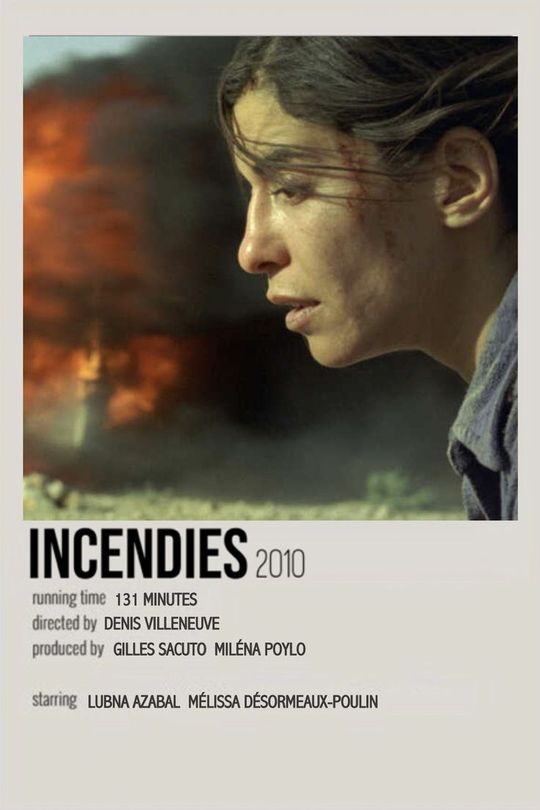 INCENDIES 2010
running time 131 MINUTES
directed by DENIS VILLENEUVE
produced by GILLES SACUTO MILÉNA POYLO
starring LUBNA AZABAL MÉLISSA DÉSORMEAUX-POULIN